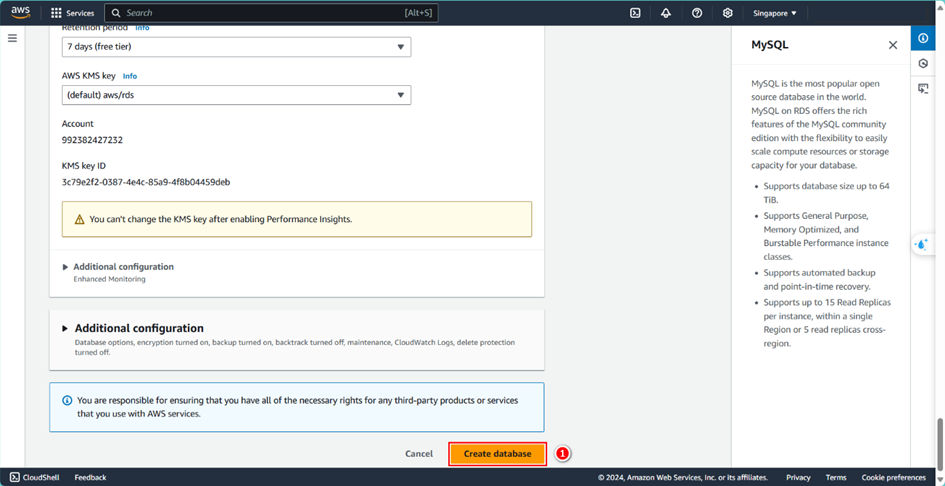 aws
Services
Search
[Alt+S]
Singapore ▼
Retention period Info
7 days (free tier)
AWS KMS key Info
(default) aws/rds
Account
992382427232
KMS key ID
3c79e2f2-0387-4e4c-85a9-4f8b04459deb
You can't change the KMS key after enabling Performance Insights.
Additional configuration
Enhanced Monitoring
Additional configuration
Database options, encryption turned on, backup turned on, backtrack turned off, maintenance, CloudWatch Logs, delete protection
turned off.
You are responsible for ensuring that you have all of the necessary rights for any third-party products or services
that you use with AWS services.
Cancel
Create database
1
MySQL
MySQL is the most popular open
source database in the world.
MySQL on RDS offers the rich
features of the MySQL community
edition with the flexibility to easily
scale compute resources or storage
capacity for your database.
• Supports database size up to 64
TiB.
• Supports General Purpose,
Memory Optimized, and
Burstable Performance instance
classes.
• Supports automated backup
and point-in-time recovery.
• Supports up to 15 Read Replicas
per instance, within a single
Region or 5 read replicas cross-
region.
CloudShell
Feedback
© 2024, Amazon Web Services, Inc. or its affiliates.
Privacy
Terms
Cookie preferences